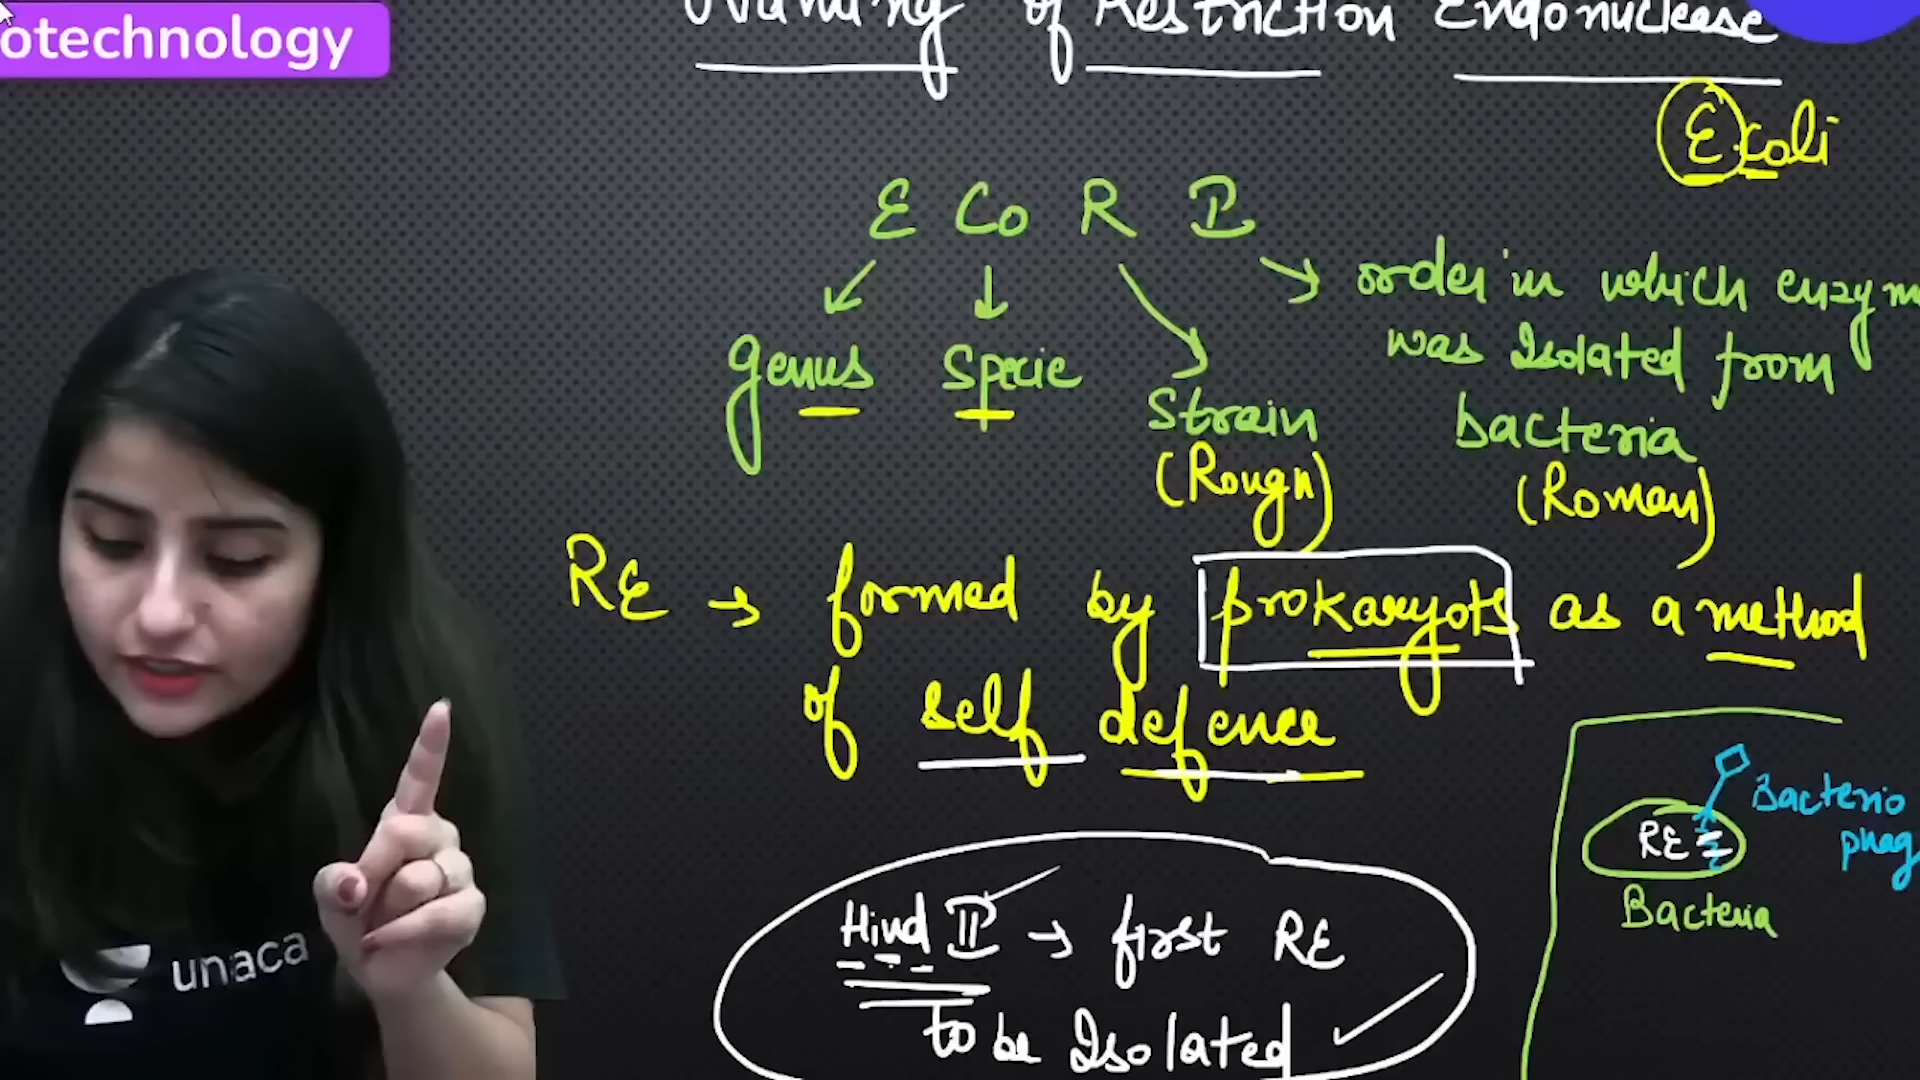 otechnology
Naming of Restriction Endonuclease
Ecoli
E Co R I
order in which enzym
genus Specie
was Isolated from
Strain
bacteria
(Rough)
(Roman)
RE → formed by prokaryots as a method
of self defence
Bacterio
phag
RE
Bacteria
Hind II → first RE
to be Isolated
unaca